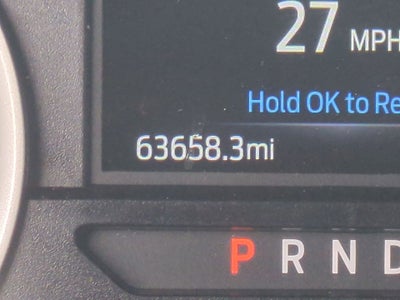 27 MPH
Hold OK to Re
63658.3mi
P R N D